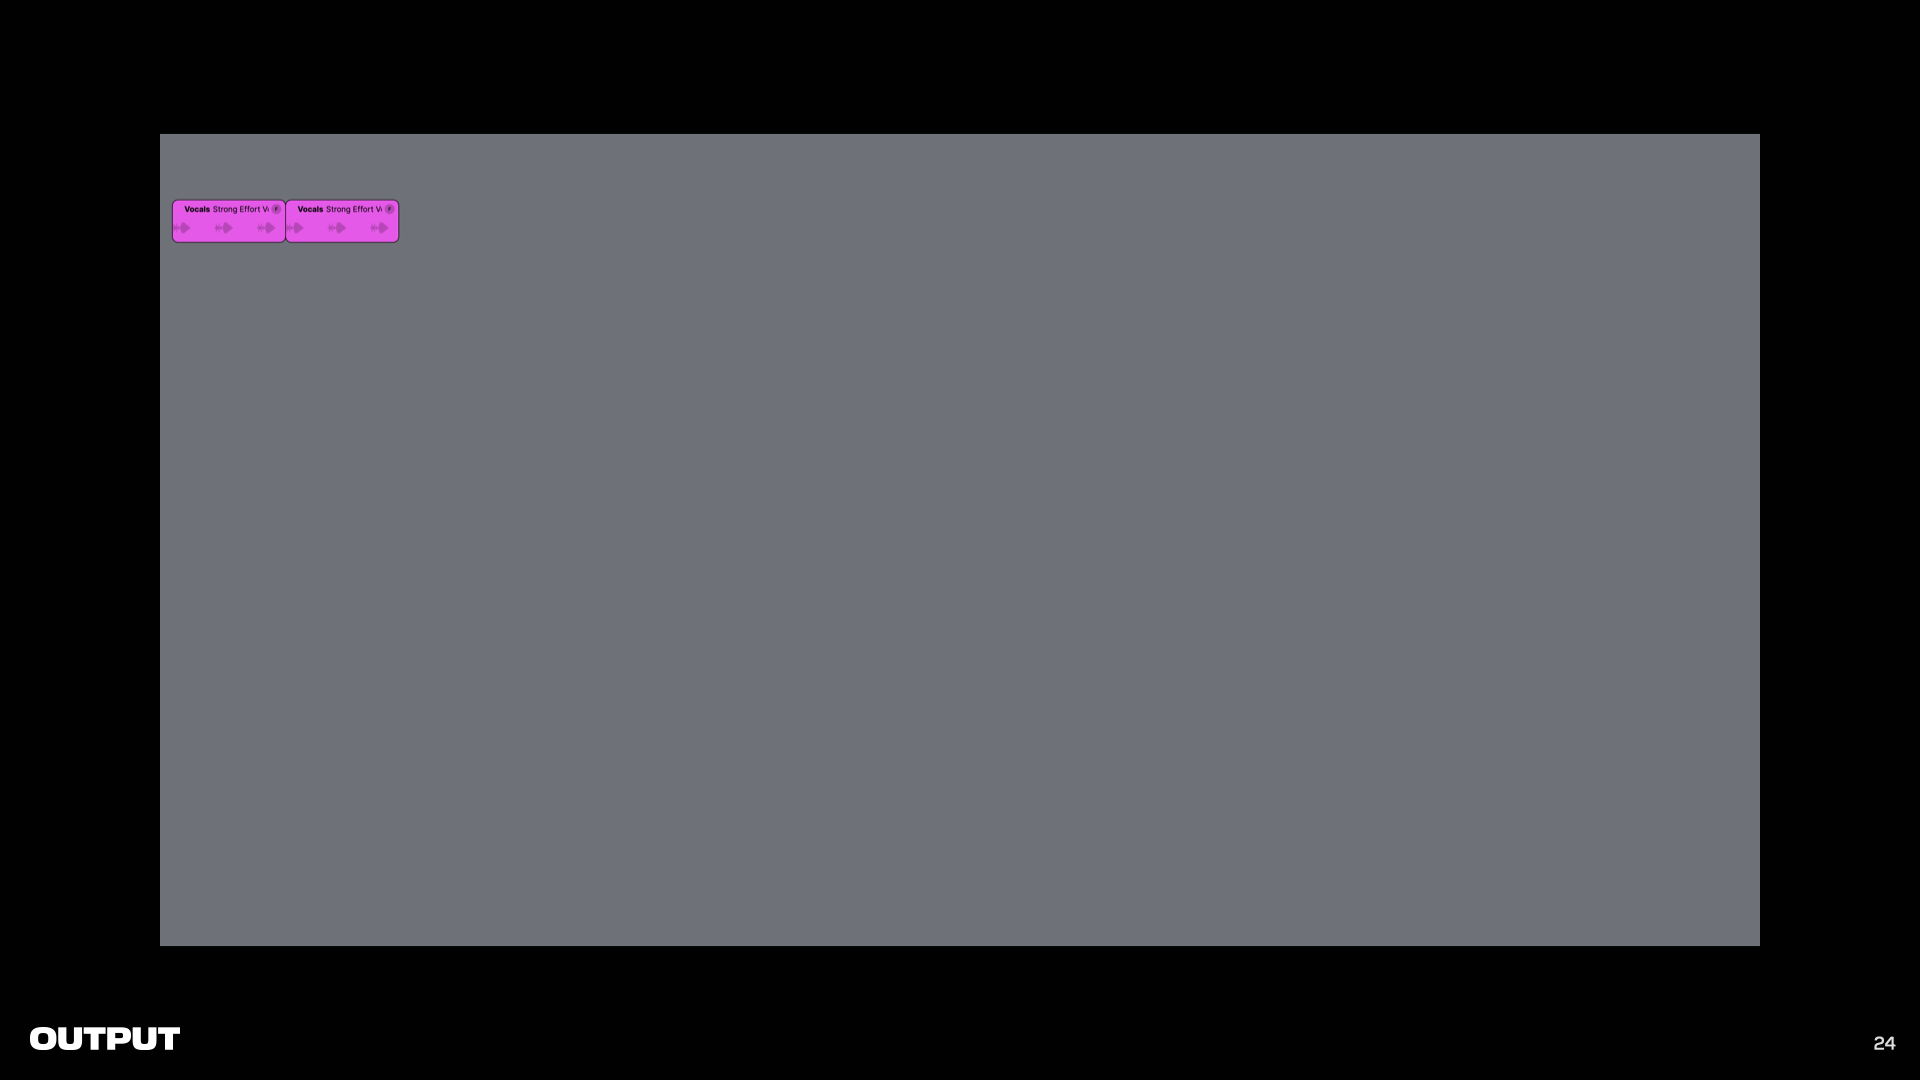 Vocals Strong Effort Vocals Strong Effort
OUTPUT
24